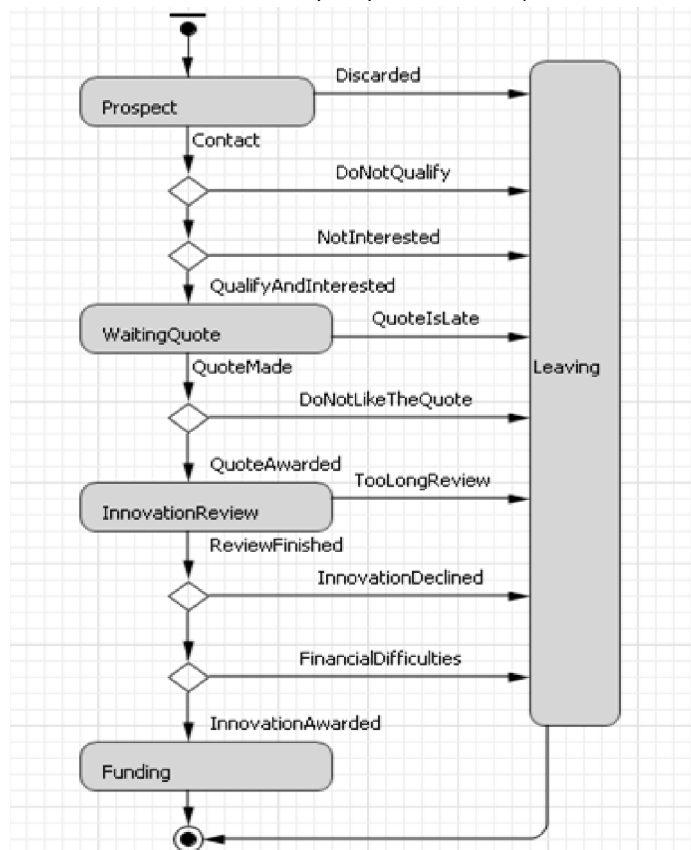 Discarded
Prospect
Contact
DoNotQualify
NotInterested
QualifyAndInterested
QuoteIsLate
WaitingQuote
QuoteMade
Leaving
DoNotLikeTheQuote
QuoteAwarded
TooLongReview
InnovationReview
ReviewFinished
InnovationDeclined
FinancialDifficulties
InnovationAwarded
Funding